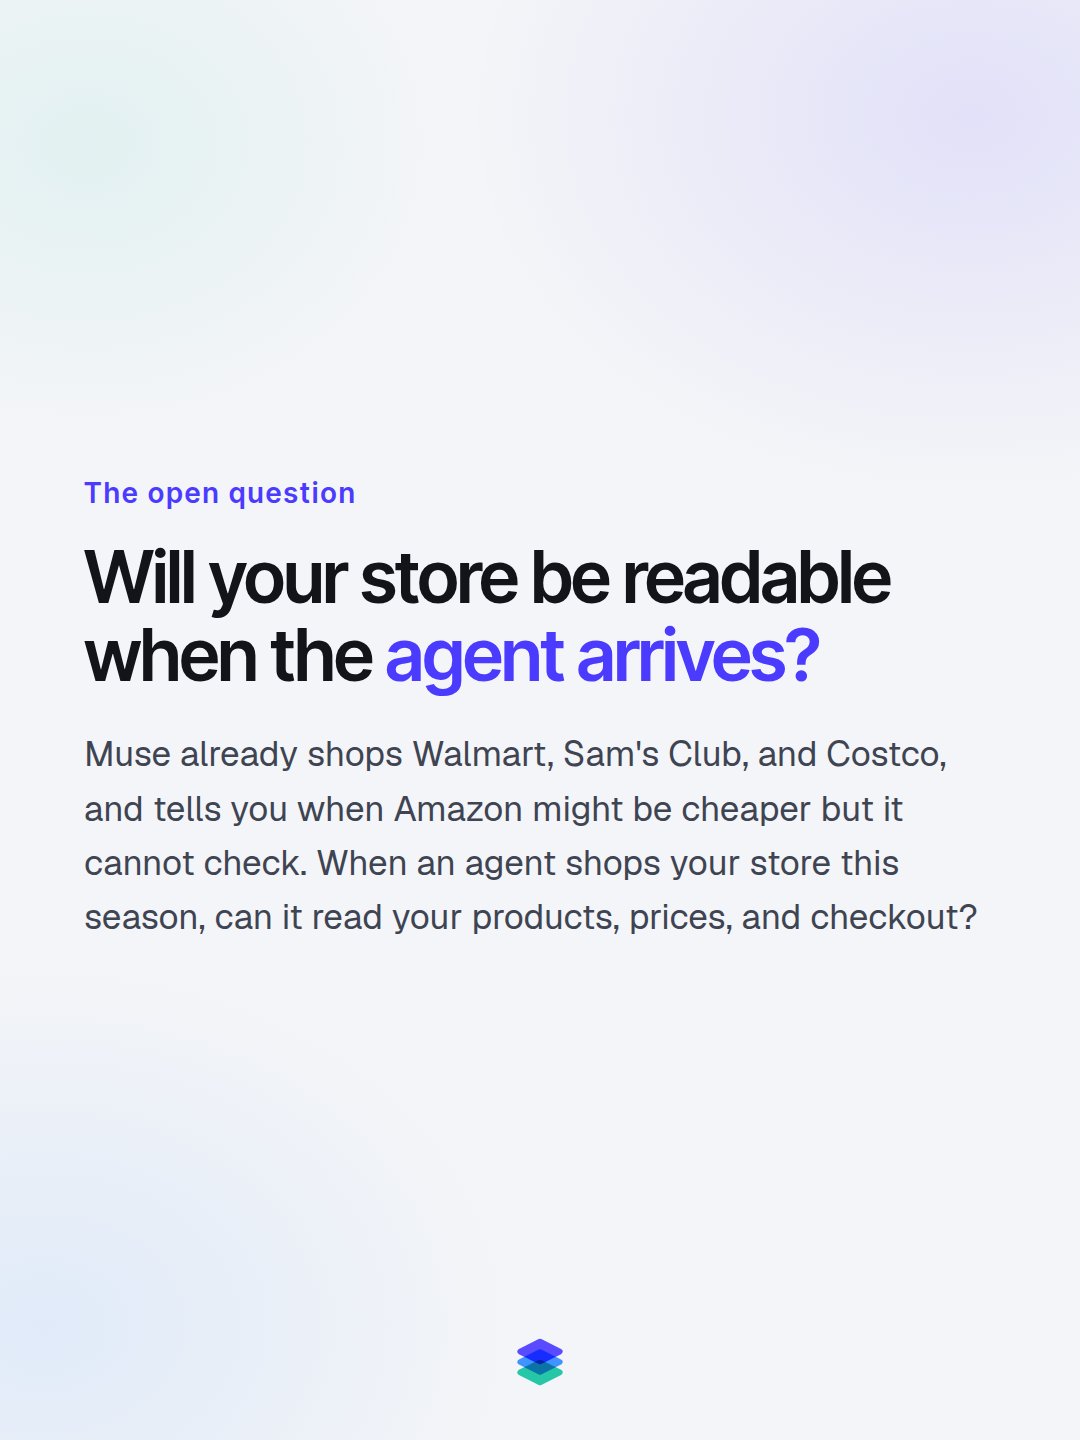 The open question
Will your store be readable
when the agent arrives?
Muse already shops Walmart, Sam's Club, and Costco,
and tells you when Amazon might be cheaper but it
cannot check. When an agent shops your store this
season, can it read your products, prices, and checkout?